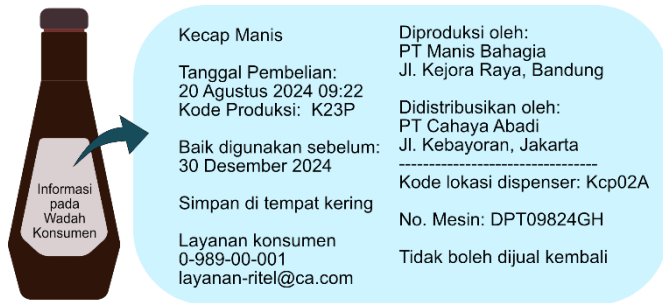 Informasi
pada
Wadah
Konsumen
Kecap Manis
Tanggal Pembelian:
20 Agustus 2024 09:22
Kode Produksi: K23P
Baik digunakan sebelum:
30 Desember 2024
Simpan di tempat kering
Layanan konsumen
0-989-00-001
layanan-ritel@ca.com
Diproduksi oleh:
PT Manis Bahagia
Jl. Kejora Raya, Bandung
Didistribusikan oleh:
PT Cahaya Abadi
Jl. Kebayoran, Jakarta
---------------------------------
Kode lokasi dispenser: Kcp02A
No. Mesin: DPT09824GH
Tidak boleh dijual kembali